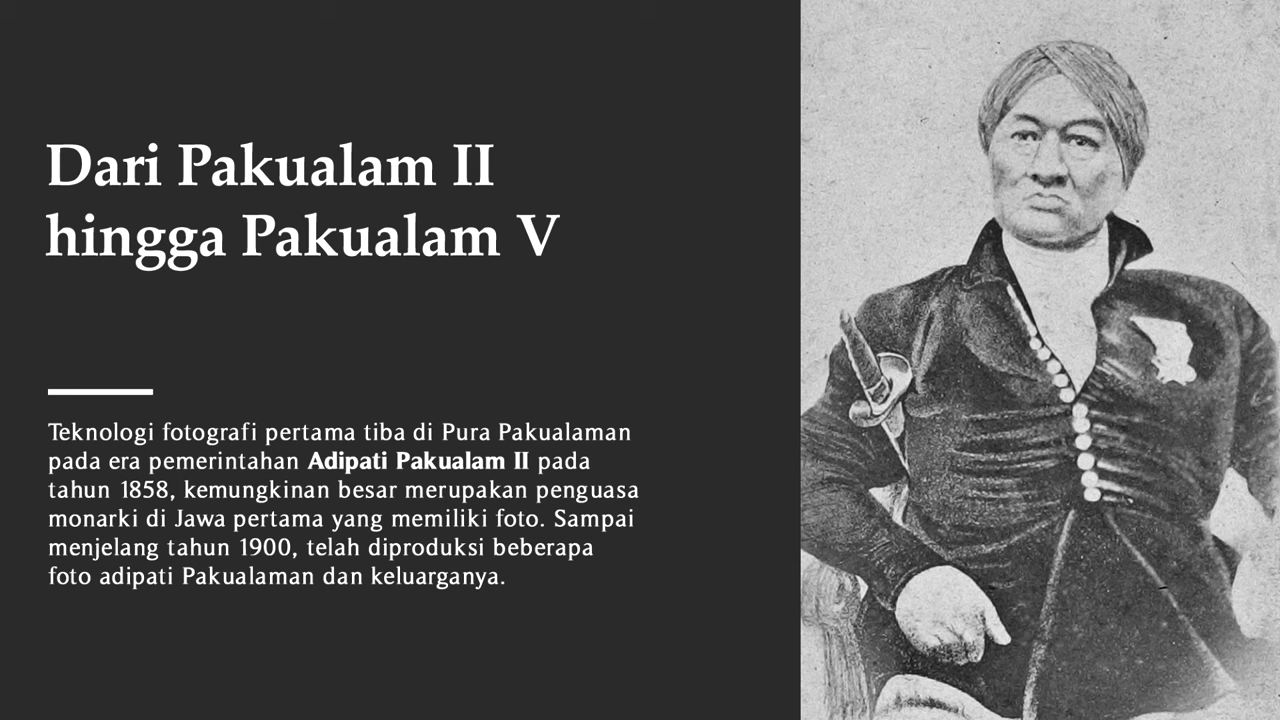 Dari Pakualam II
hingga Pakualam V
Teknologi fotografi pertama tiba di Pura Pakualaman
pada era pemerintahan Adipati Pakualam II pada
tahun 1858, kemungkinan besar merupakan penguasa
monarki di Jawa pertama yang memiliki foto. Sampai
menjelang tahun 1900, telah diproduksi beberapa
foto adipati Pakualaman dan keluarganya.